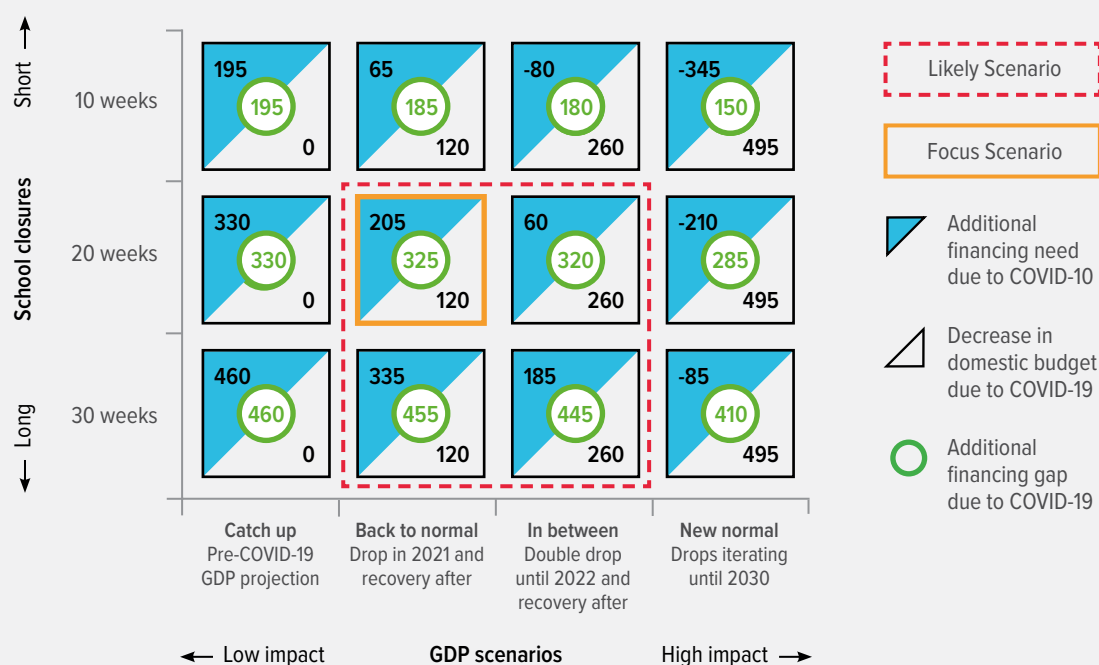 Short
School closures
Long
10 weeks
195
195
0
65
185
120
-80
180
260
-345
150
495
20 weeks
330
330
0
205
325
120
60
320
260
-210
285
495
30 weeks
460
460
0
335
455
120
185
445
260
-85
410
495
Catch up
Pre-COVID-19
GDP projection
Back to normal
Drop in 2021 and
recovery after
In between
Double drop
until 2022 and
recovery after
New normal
Drops iterating
until 2030
Low impact
GDP scenarios
High impact
Likely Scenario
Focus Scenario
Additional
financing need
due to COVID-10
Decrease in
domestic budget
due to COVID-19
Additional
financing gap
due to COVID-19